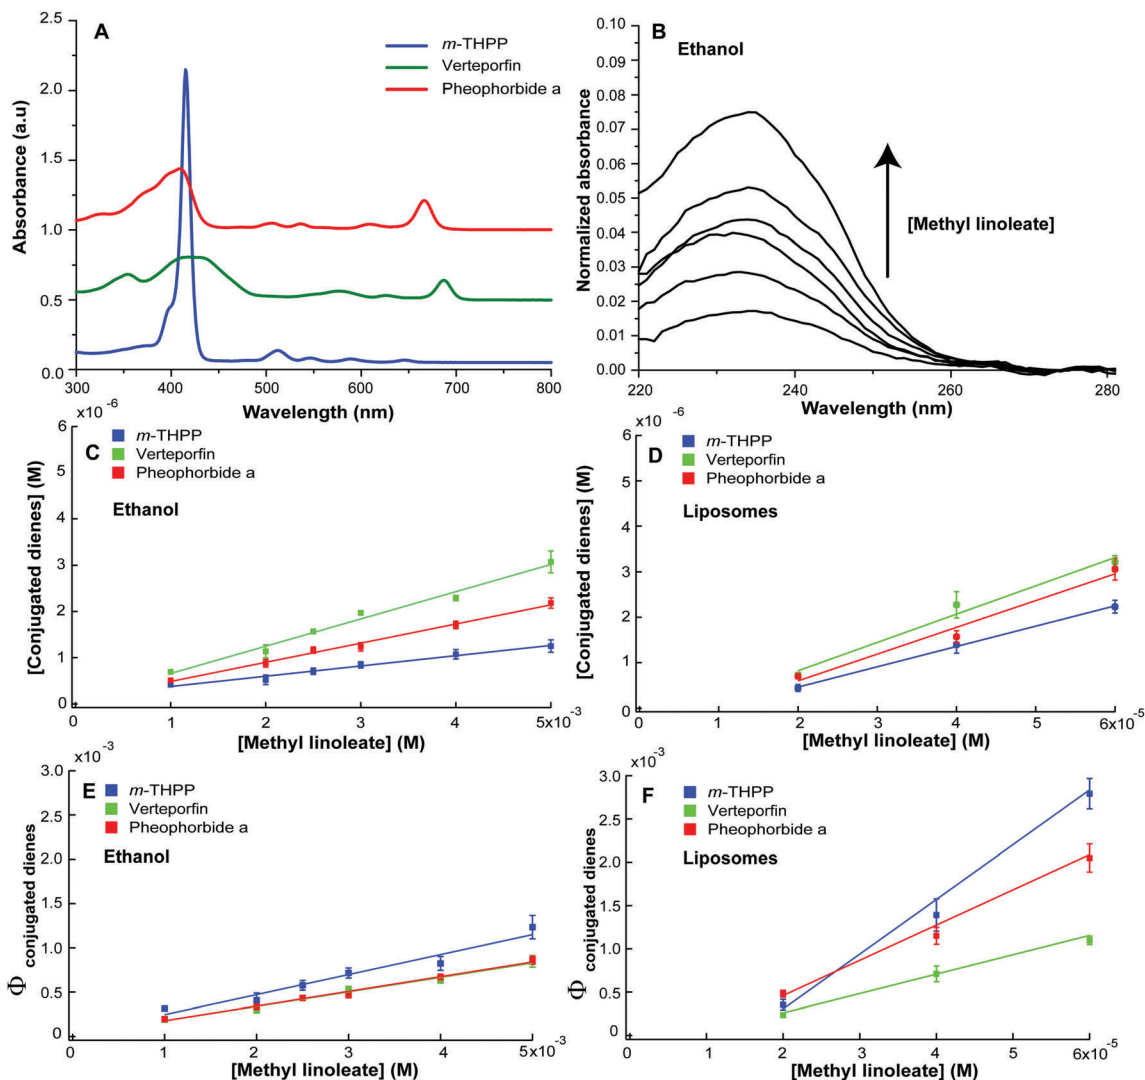 A
m-THPP
Verteporfin
Pheophorbide a
Absorbance (a.u)
2.5
2.0
1.5
1.0
0.5
0.0
300 400 500 600 700 800
Wavelength (nm)
B
Ethanol
[Methyl linoleate]
Normalized absorbance
0.10
0.09
0.08
0.07
0.06
0.05
0.04
0.03
0.02
0.01
0.00
220 240 260 280
Wavelength (nm)
x10 -6
C
m-THPP
Verteporfin
Pheophorbide a
Ethanol
[Conjugated dienes] (M)
6
5
4
3
2
1
0
0 1 2 3 4 5x10-3
[Methyl linoleate] (M)
x10 -6
D
m-THPP
Verteporfin
Pheophorbide a
Liposomes
[Conjugated dienes] (M)
6
5
4
3
2
1
0
0 1 2 3 4 5 6x10-5
[Methyl linoleate] (M)
x10 -3
E
m-THPP
Verteporfin
Pheophorbide a
Ethanol
Φ conjugated dienes
3.0
2.5
2.0
1.5
1.0
0.5
0
0 1 2 3 4 5x10-3
[Methyl linoleate] (M)
x10 -3
F
m-THPP
Verteporfin
Pheophorbide a
Liposomes
Φ conjugated dienes
3.0
2.5
2.0
1.5
1.0
0.5
0
0 1 2 3 4 5 6x10-5
[Methyl linoleate] (M)